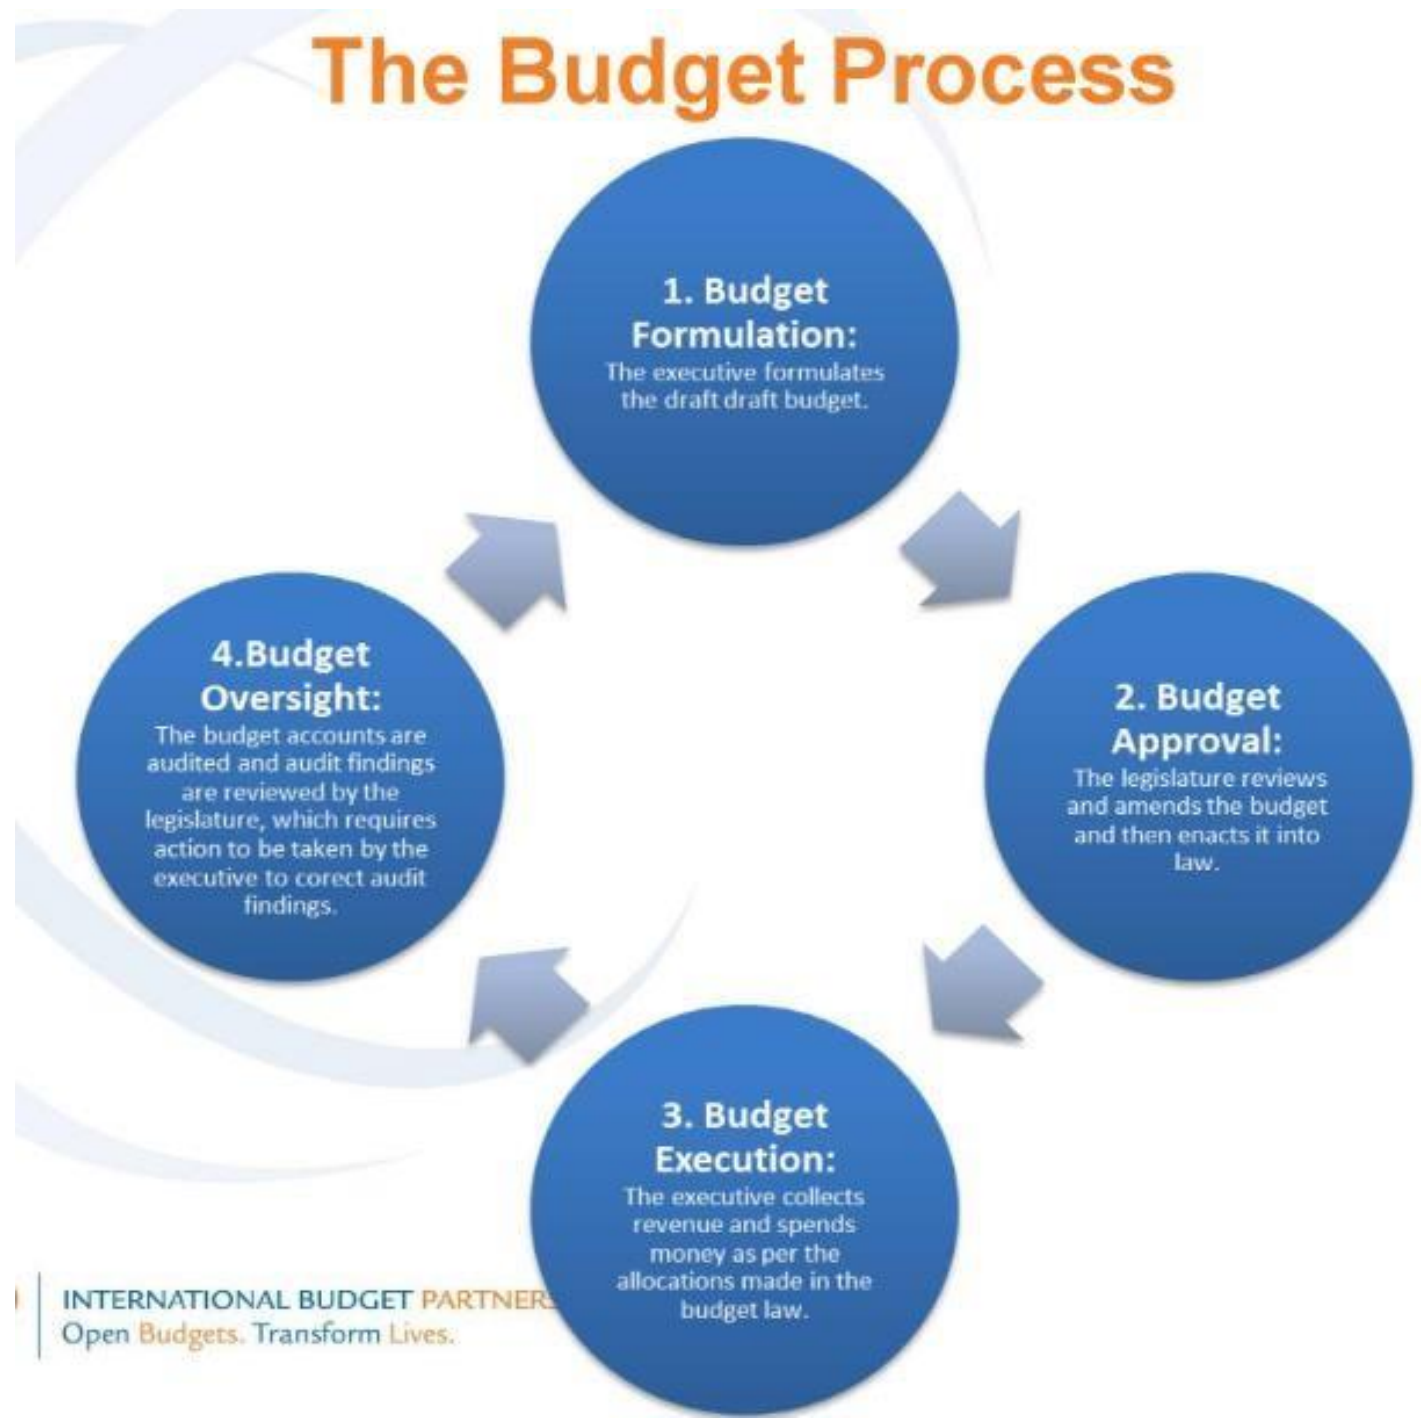 The Budget Process
1. Budget
Formulation:
The executive formulates
the draft draft budget.
2. Budget
Approval:
The legislature reviews
and amends the budget
and then enacts it into
law.
3. Budget
Execution:
The executive collects
revenue and spends
money as per the
allocations made in the
budget law.
4.Budget
Oversight:
The budget accounts are
audited and audit findings
are reviewed by the
legislature, which requires
action to be taken by the
executive to corect audit
findings.
INTERNATIONAL BUDGET PARTNERS
Open Budgets. Transform Lives.